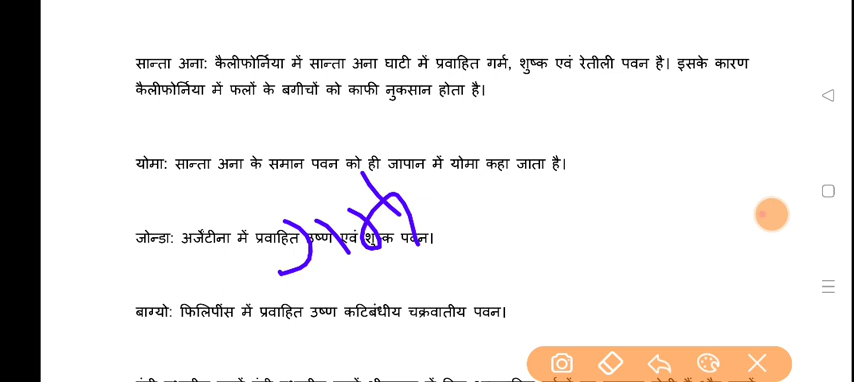 सान्ता अना: कैलीफोर्निया में सान्ता अना घाटी में प्रवाहित गर्म, शुष्क एवं रेतीली पवन है। इसके कारण
कैलीफोर्निया में फलों के बगीचों को काफी नुकसान होता है।
योमा: सान्ता अना के समान पवन को ही जापान में योमा कहा जाता है।
जोन्डा: अर्जेंटीना में प्रवाहित उष्ण एवं शुष्क पवन।
बाग्यो: फिलिपींस में प्रवाहित उष्ण कटिबंधीय चक्रवातीय पवन।